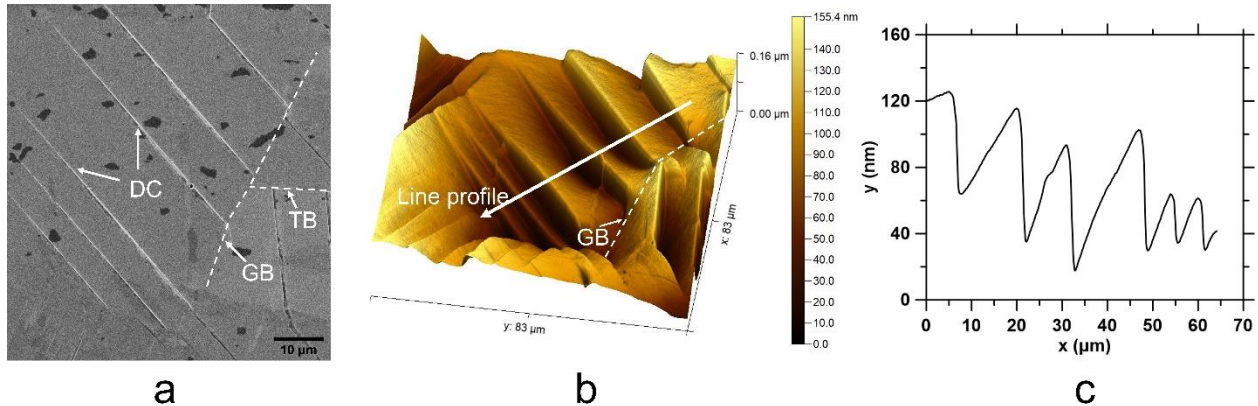 DC
TB
GB
10 µm
a
155.4 nm
140.0
130.0
120.0
110.0
100.0
90.0
80.0
70.0
60.0
50.0
40.0
30.0
20.0
10.0
0.0
0.16 µm
0.00 µm
Line profile
GB
x: 83 µm
y: 83 µm
b
160
120
80
40
0
y (nm)
0 10 20 30 40 50 60 70
x (µm)
c